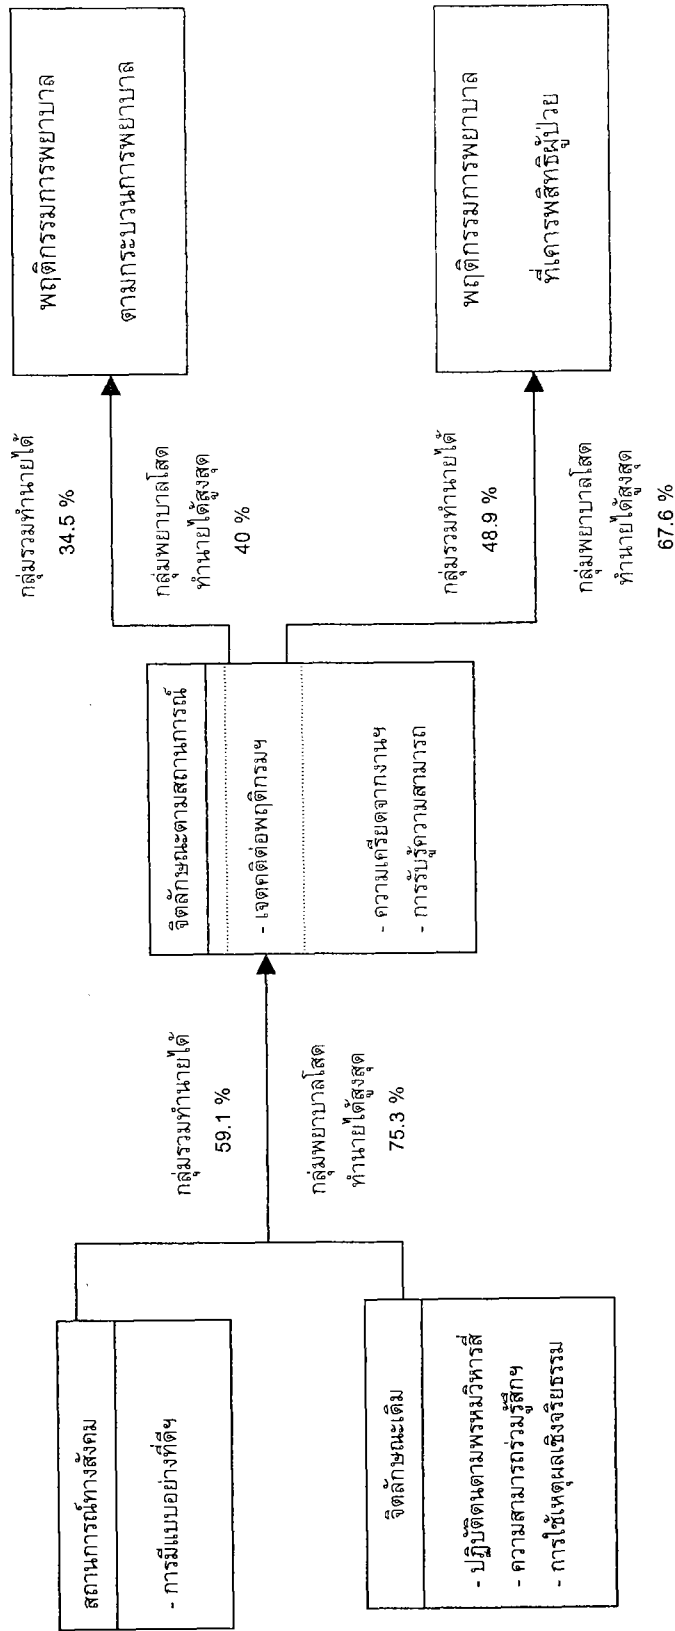 สถานการณ์ทางสังคม
- การมีแบบอย่างที่ดีฯ
จิตลักษณะเดิม
- ปฏิบัติตนตามพรหมวิหารสี่
- ความสามารถร่วมรู้สึกฯ
- การใช้เหตุผลเชิงจริยธรรม
กลุ่มรวมทำนายได้
59.1 %
กลุ่มพยาบาลโสด
ทำนายได้สูงสุด
75.3 %
จิตลักษณะตามสถานการณ์
- เจตคติต่อพฤติกรมฯ
- ความเครียดจากงานฯ
- การรับรู้ความสามารถ
กลุ่มรวมทำนายได้
34.5 %
กลุ่มพยาบาลโสด
ทำนายได้สูงสุด
40 %
กลุ่มรวมทำนายได้
48.9 %
กลุ่มพยาบาลโสด
ทำนายได้สูงสุด
67.6 %
พฤติกรรมการพยาบาล
ตามกระบวนการพยาบาล
พฤติกรรมการพยาบาล
ที่เคารพสิทธิผู้ป่วย